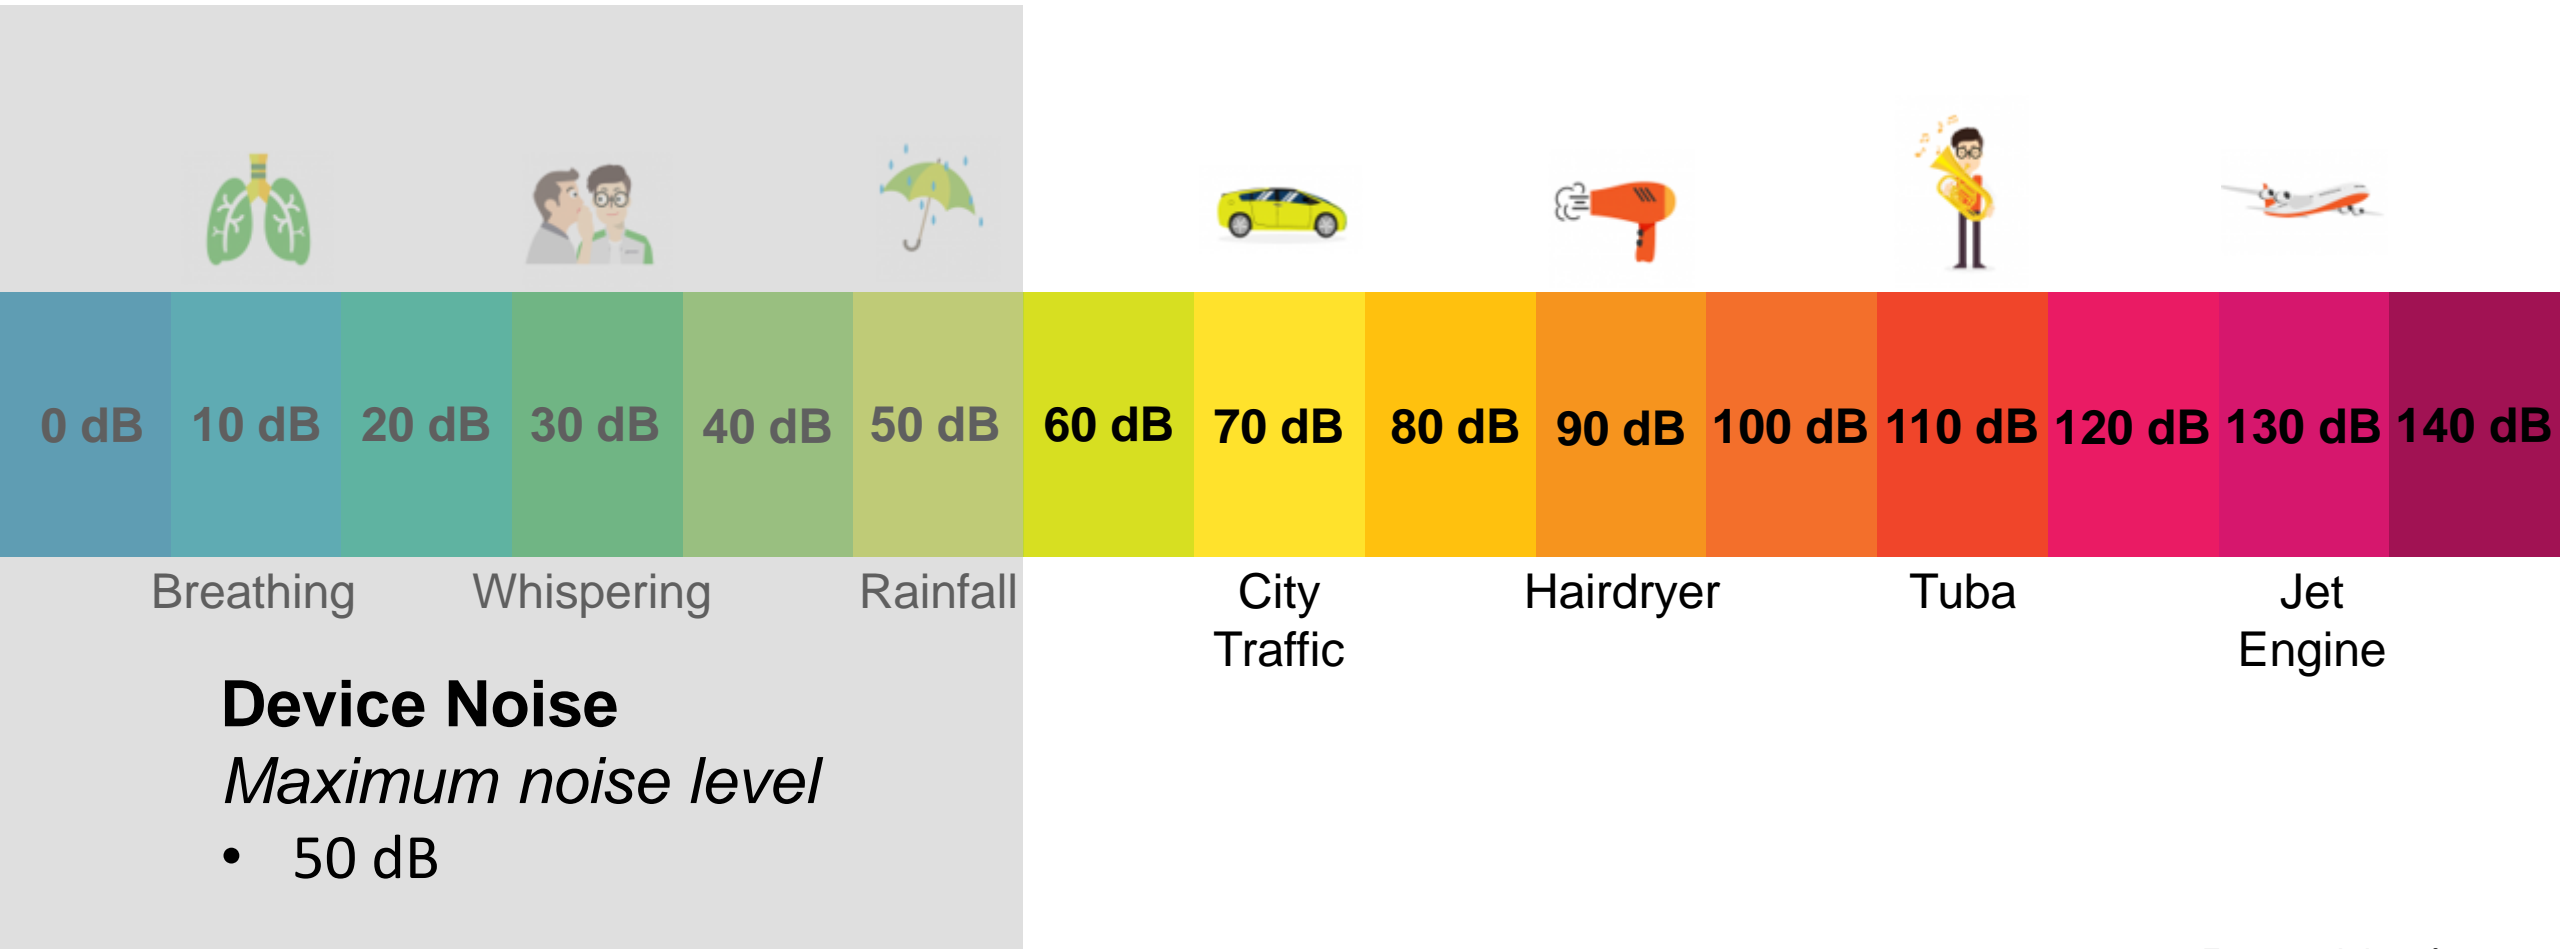 0 dB 10 dB 20 dB 30 dB 40 dB 50 dB 60 dB 70 dB 80 dB 90 dB 100 dB 110 dB 120 dB 130 dB 140 dB
Breathing Whispering Rainfall City Traffic Hairdryer Tuba Jet Engine
Device Noise
Maximum noise level
• 50 dB